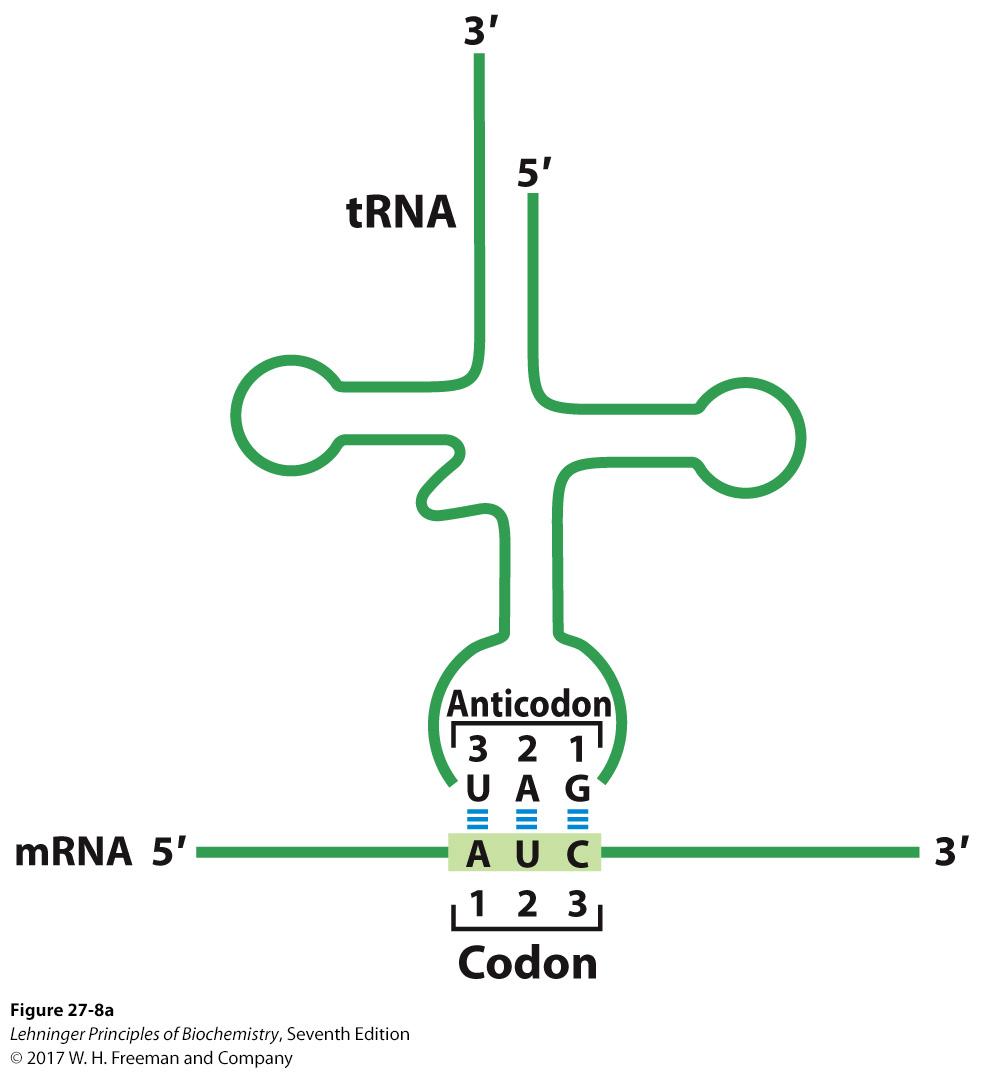 3′
5′
tRNA
Anticodon
3 2 1
U A G
mRNA 5′ A U C 3′
1 2 3
Codon
Figure 27-8a
Lehninger Principles of Biochemistry, Seventh Edition
© 2017 W. H. Freeman and Company